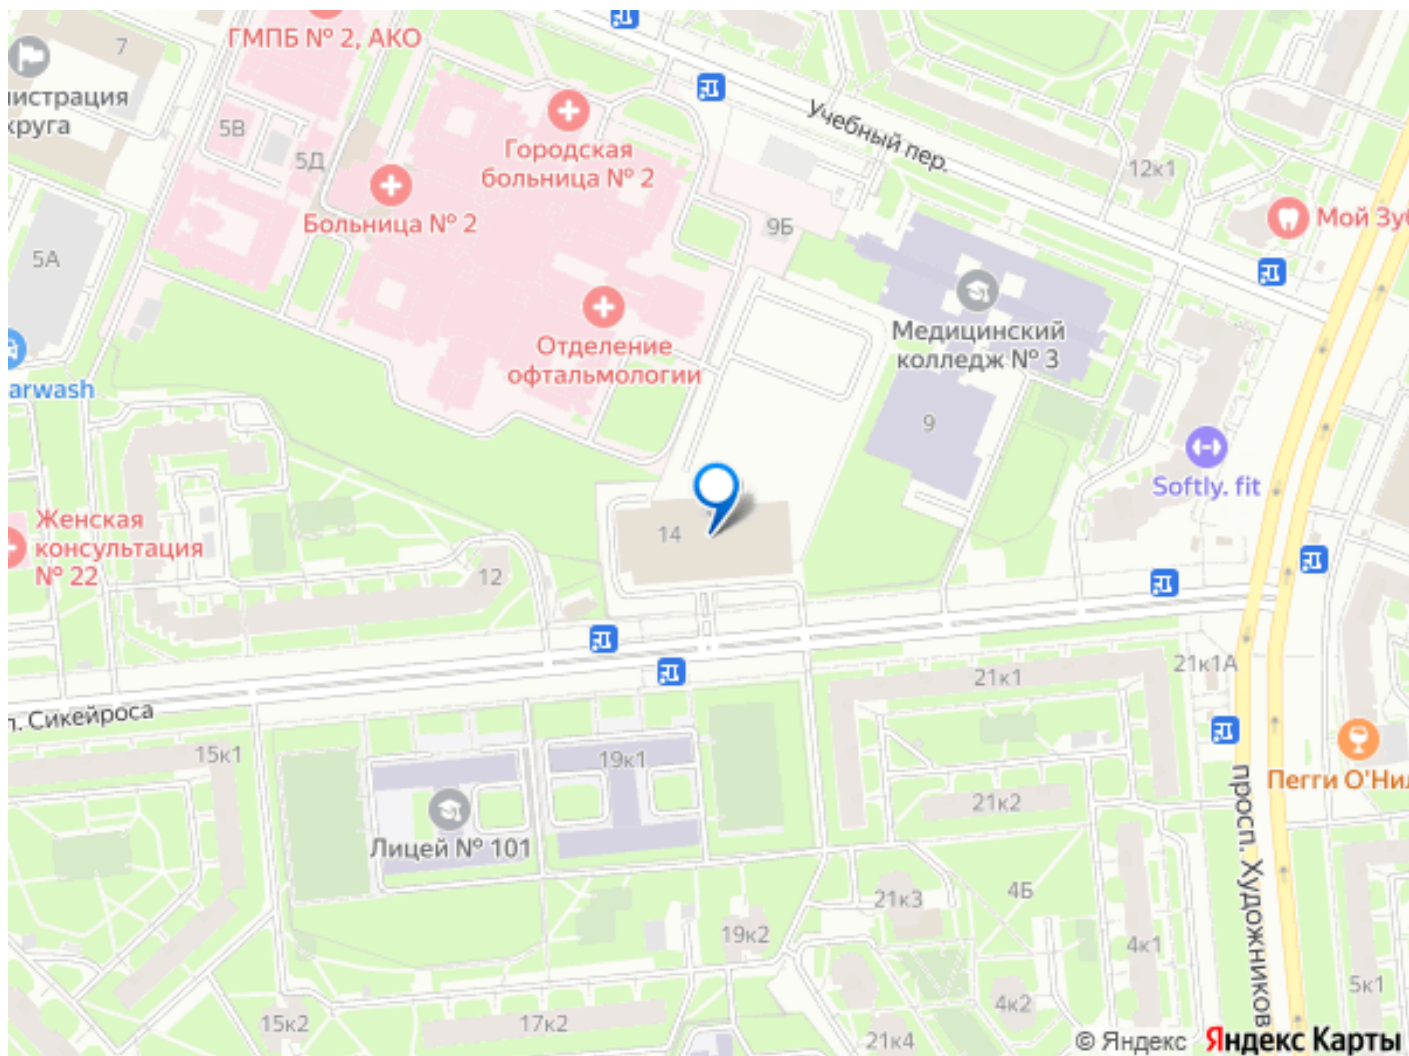 7
ГМПБ № 2, АКО
нистрация
круга
Учебный пер.
5В
5Д
Городская
больница № 2
12к1
Больница № 2
9Б
Мой Зуб
5А
Медицинский
колледж № 3
Отделение
офтальмологии
arwash
9
Softly. fit
Женская
консультация
№ 22
14
12
21к1
21к1А
л. Сикейроса
15к1
19к1
просп. Художников
Пегги О'Нил
21к2
Лицей № 101
21к3
4Б
19к2
4к1
5к1
15к2
17к2
4к2
21к4
© Яндекс Яндекс Карты